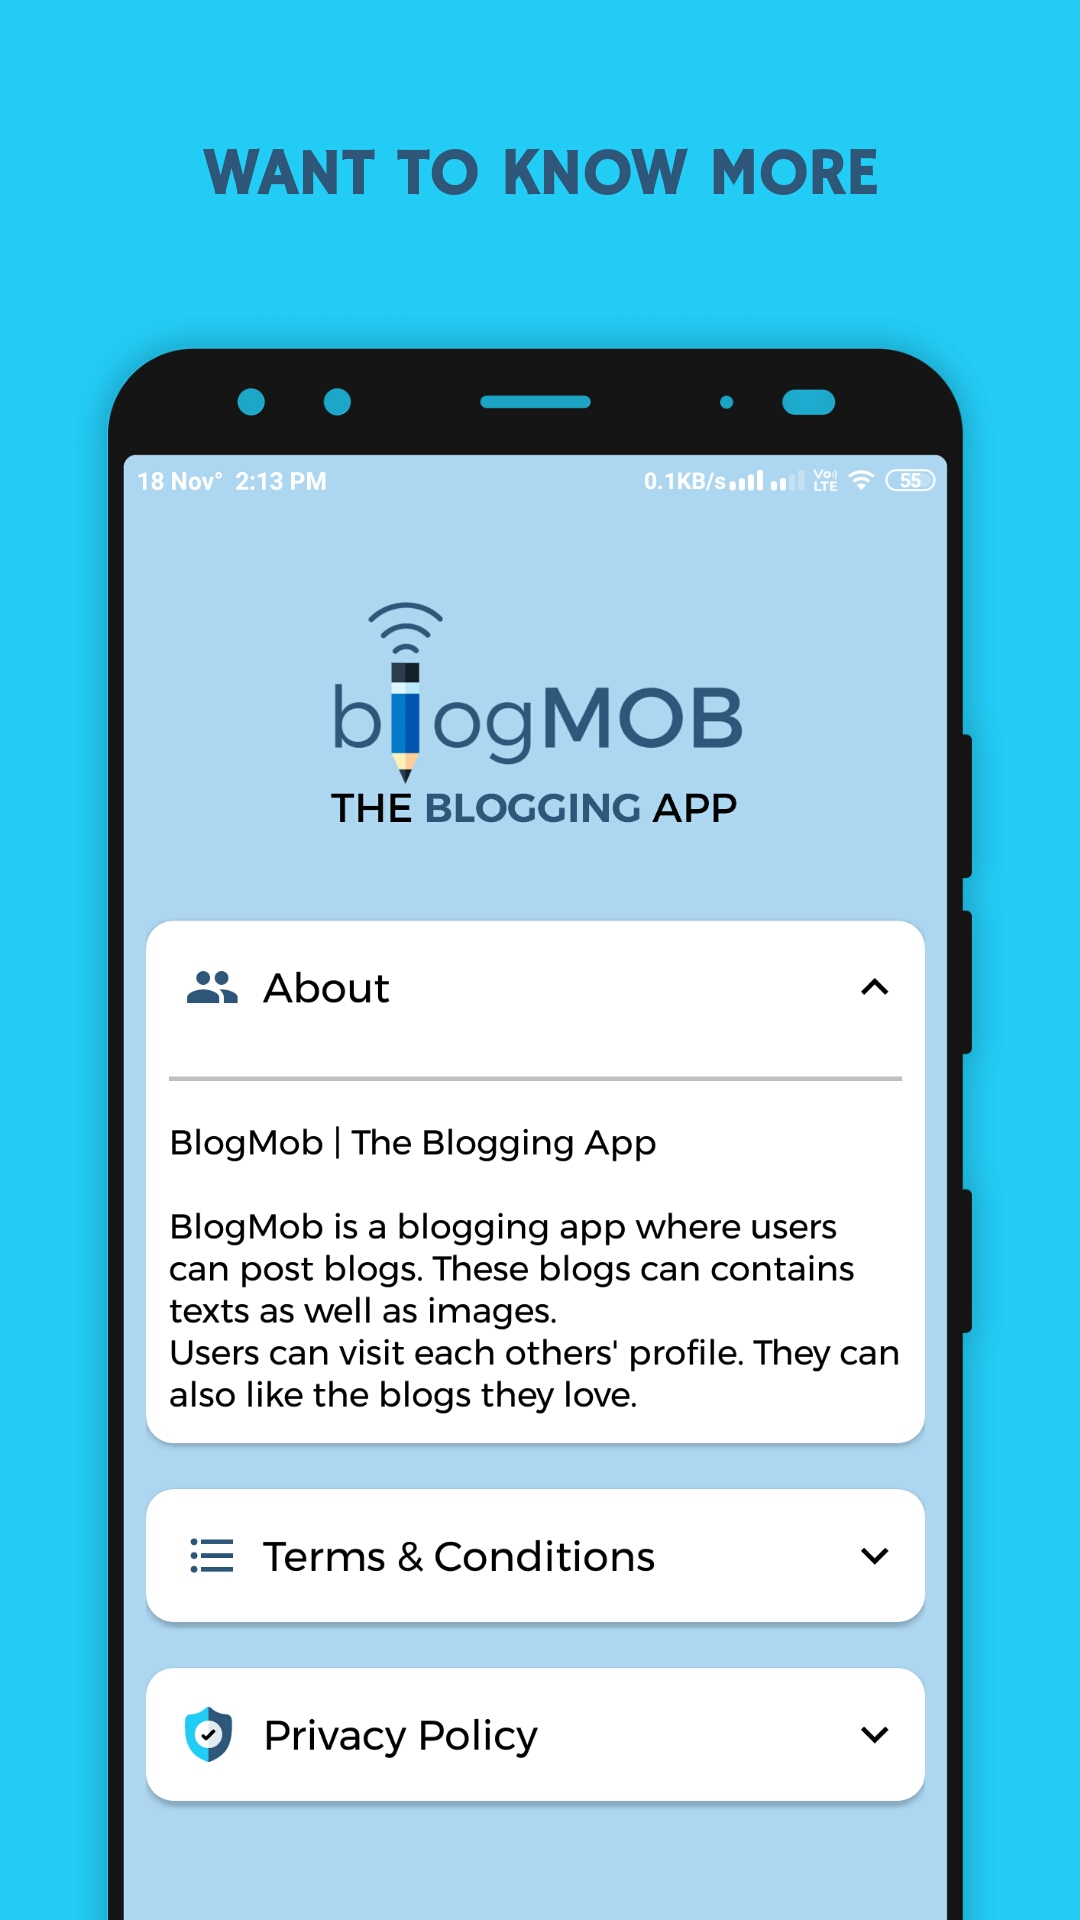 WANT TO KNOW MORE
18 Nov° 2:13 PM 0.1KB/s Vo) LTE 55
blogMOB
THE BLOGGING APP
About
BlogMob | The Blogging App
BlogMob is a blogging app where users
can post blogs. These blogs can contains
texts as well as images.
Users can visit each others' profile. They can
also like the blogs they love.
Terms & Conditions
Privacy Policy